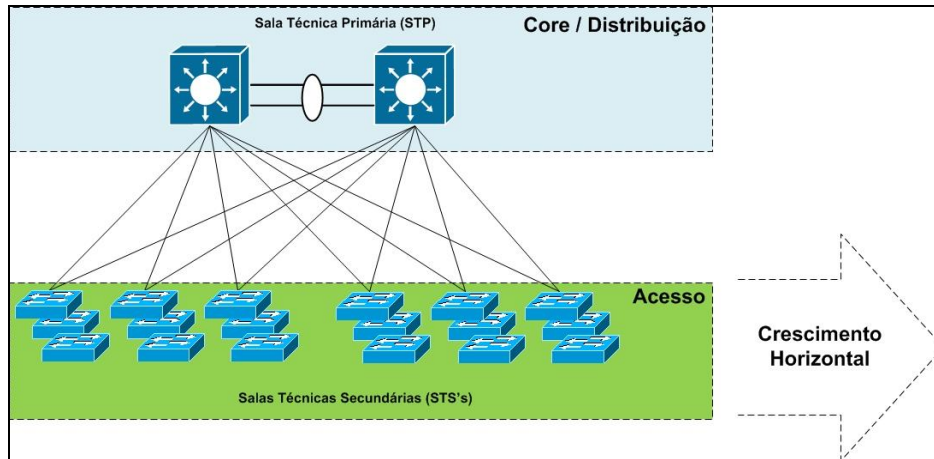 Sala Técnica Primária (STP)
Core / Distribuição
Acesso
Salas Técnicas Secundárias (STS's)
Crescimento
Horizontal